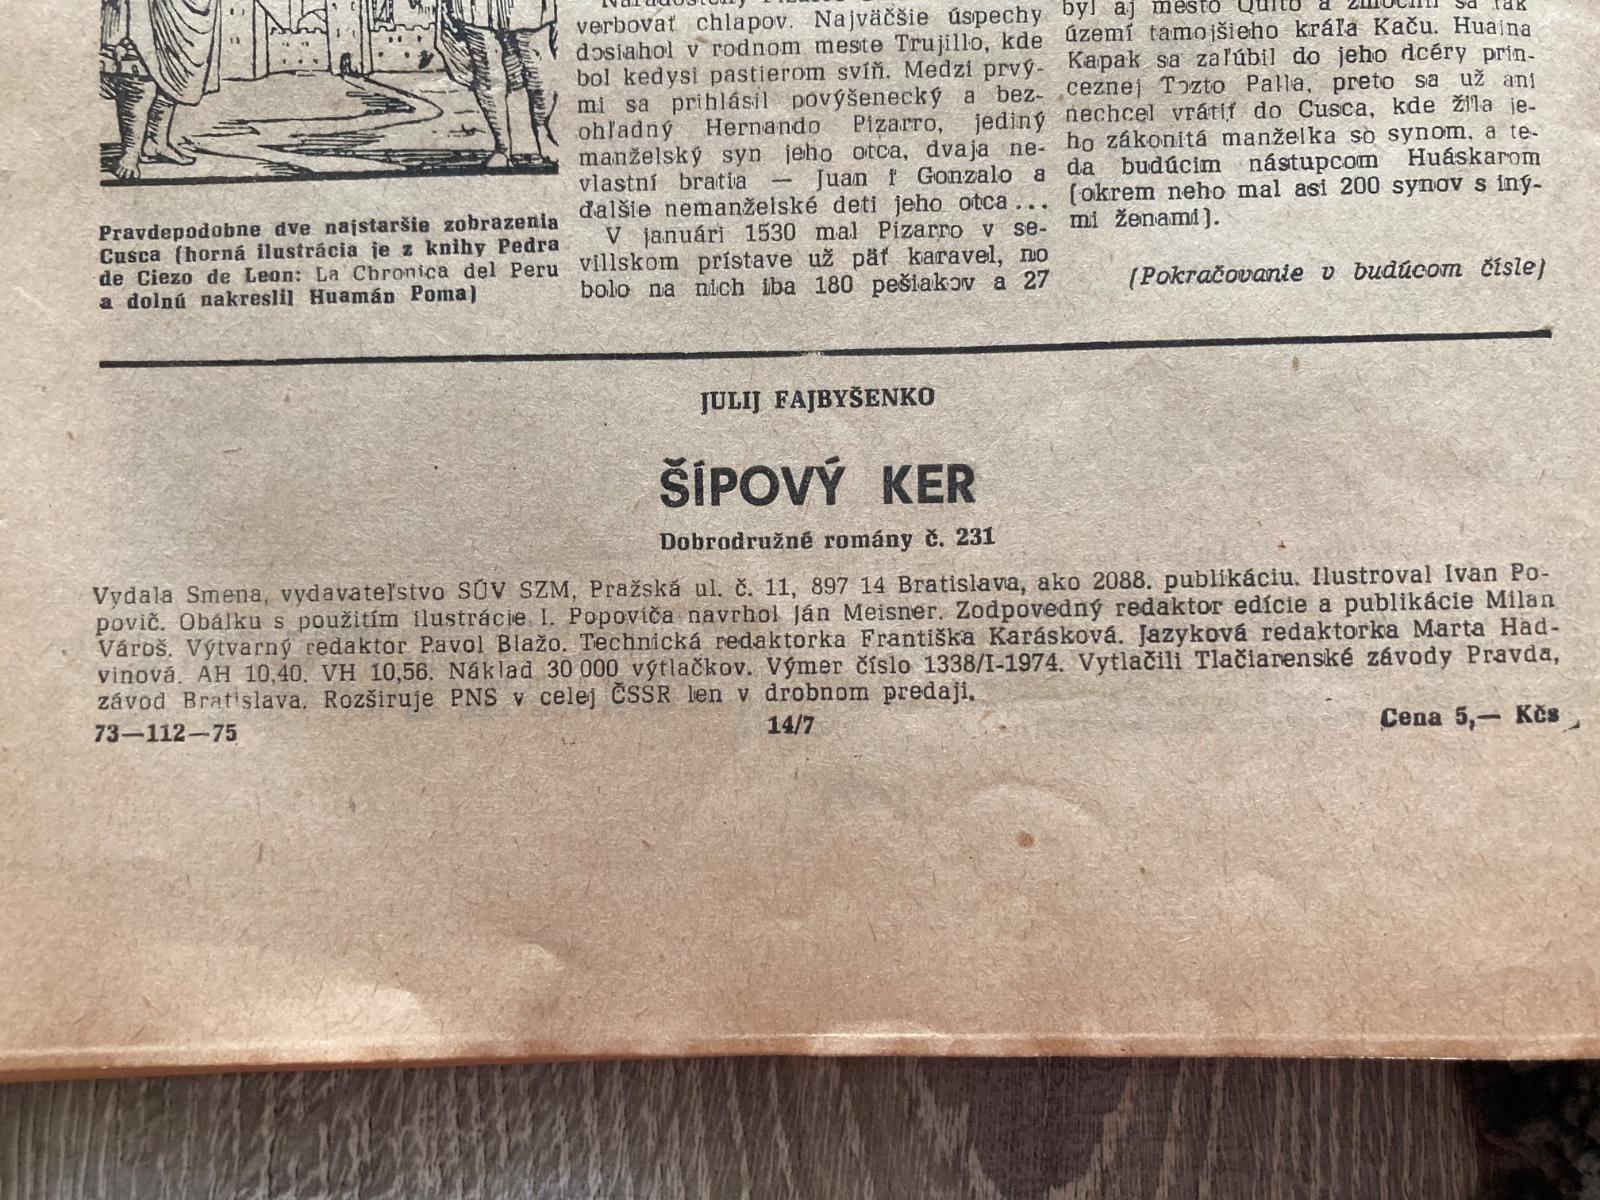 Pravdepodobne dve najstaršie zobrazenia
Cusca (horná ilustrácia je z knihy Pedra
de Ciezo de Leon: La Chronica del Peru
a dolnú nakreslil Huamán Poma)
verbovať chlapov. Najväčšie úspechy
dosiahol v rodnom meste Trujillo, kde
bol kedysi pastierom svíň. Medzi prvý-
mi sa prihlásil povýšenecký a bez-
ohľadný Hernando Pizarro, jediný
manželský syn jeho otca, dvaja ne-
vlastní bratia — Juan i Gonzalo a
ďalšie nemanželské deti jeho otca...
V januári 1530 mal Pizarro v se-
villskom prístave už päť karavel, no
bolo na nich iba 180 pešiakov a 27
byl aj mesto Quito a zmocnil sa tak
území tamojšieho kráľa Kaču. Huaina
Kapak sa zaľúbil do jeho dcéry prin-
ceznej Tozto Palla, preto sa už ani
nechcel vrátiť do Cusca, kde žila je-
ho zákonitá manželka so synom, a te-
da budúcim nástupcom Huáskarom
(okrem neho mal asi 200 synov s iný-
mi ženami).
(Pokračovanie v budúcom čísle)
JULIJ FAJBYŠENKO
ŠÍPOVÝ KER
Dobrodružné romány č. 231
Vydala Smena, vydavateľstvo SÚV SZM, Pražská ul. č. 11, 897 14 Bratislava, ako 2088. publikáciu. Ilustroval Ivan Po-
povič. Obálku s použitím ilustrácie I. Popoviča navrhol Ján Meisner. Zodpovedný redaktor edície a publikácie Milan
Város. Výtvarný redaktor Pavol Blažo. Technická redaktorka Františka Karásková. Jazyková redaktorka Marta Had-
vinová. AH 10,40. VH 10,56. Náklad 30 000 výtlačkov. Výmer číslo 1338/I-1974. Vytlačili Tlačiarenské závody Pravda,
závod Bratislava. Rozširuje PNS v celej ČSSR len v drobnom predaji.
73—112—75 14/7 Cena 5,— Kčs